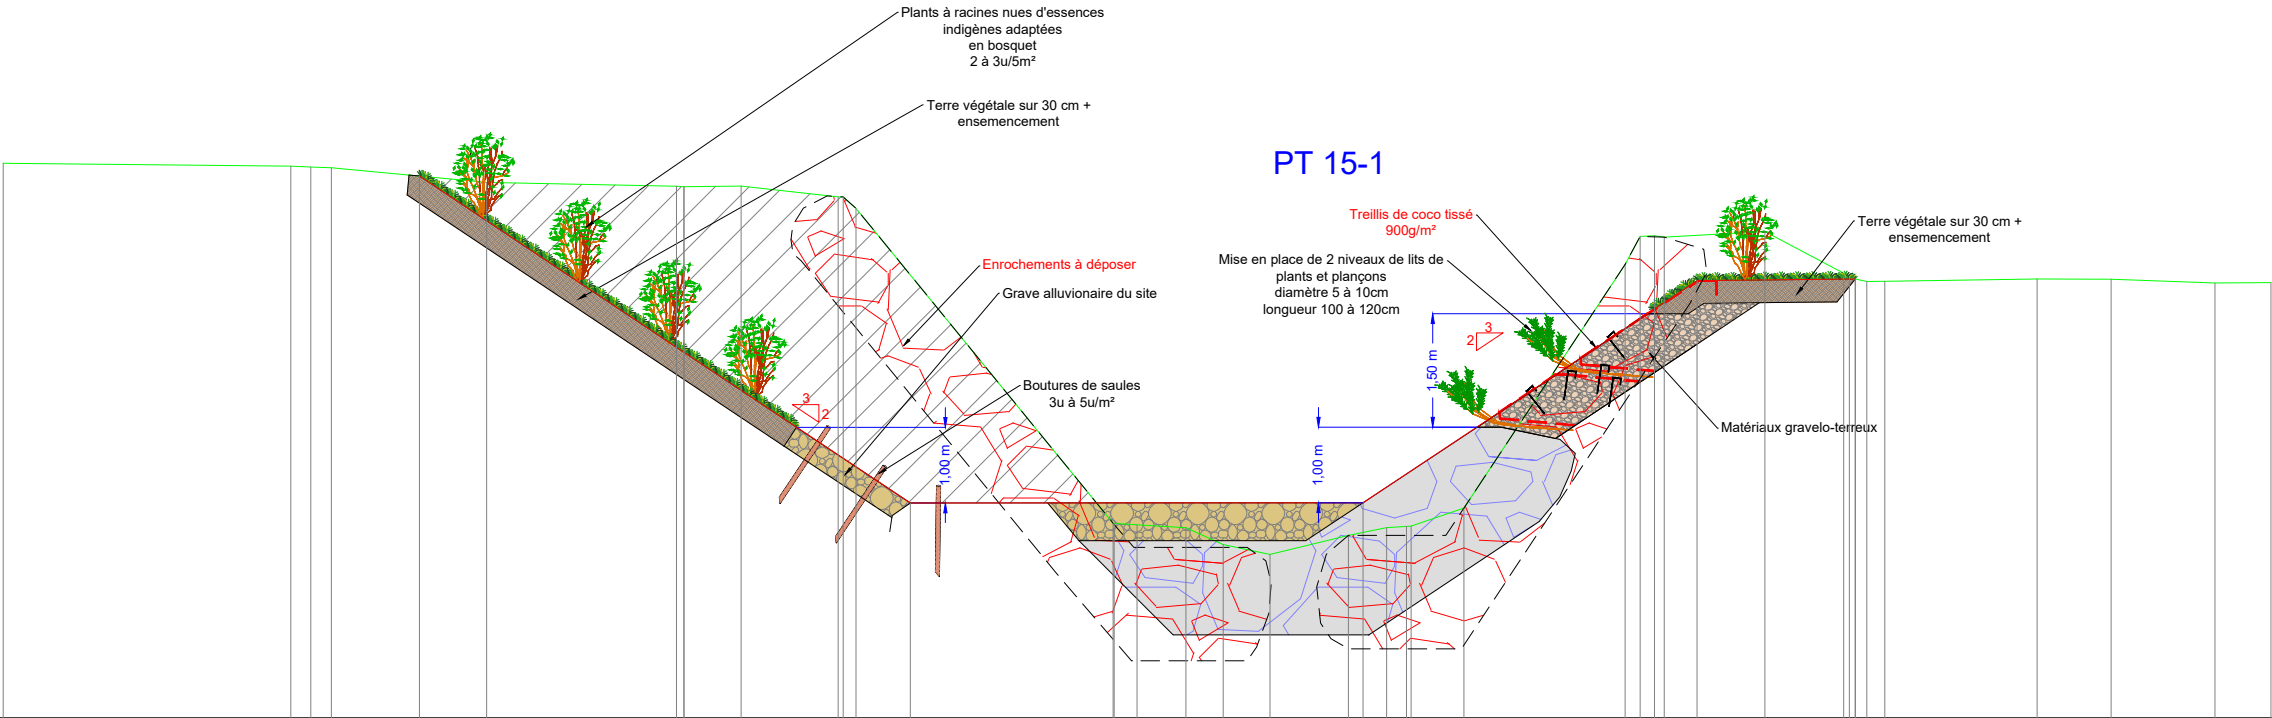 Plants à racines nues d'essences
indigènes adaptées
en bosquet
2 à 3u/5m²
Terre végétale sur 30 cm +
ensemencement
PT 15-1
Treillis de coco tissé
900g/m²
Terre végétale sur 30 cm +
ensemencement
Enrochements à déposer
Mise en place de 2 niveaux de lits de
plants et plançons
diamètre 5 à 10cm
longueur 100 à 120cm
Grave alluvionaire du site
3
2
1,50 m
Boutures de saules
3u à 5u/m²
3
2
Matériaux gravelo-terreux
1,00 m
1,00 m